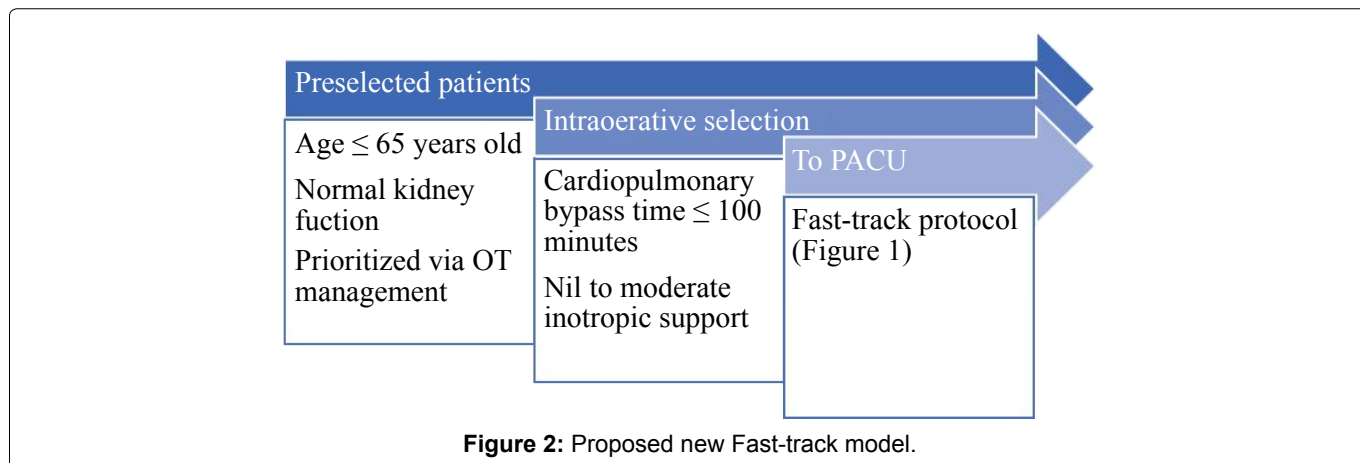 Preselected patients
Age ≤ 65 years old
Normal kidney
fuction
Prioritized via OT
management
Intraoerative selection
Cardiopulmonary
bypass time ≤ 100
minutes
Nil to moderate
inotropic support
To PACU
Fast-track protocol
(Figure 1)
Figure 2: Proposed new Fast-track model.